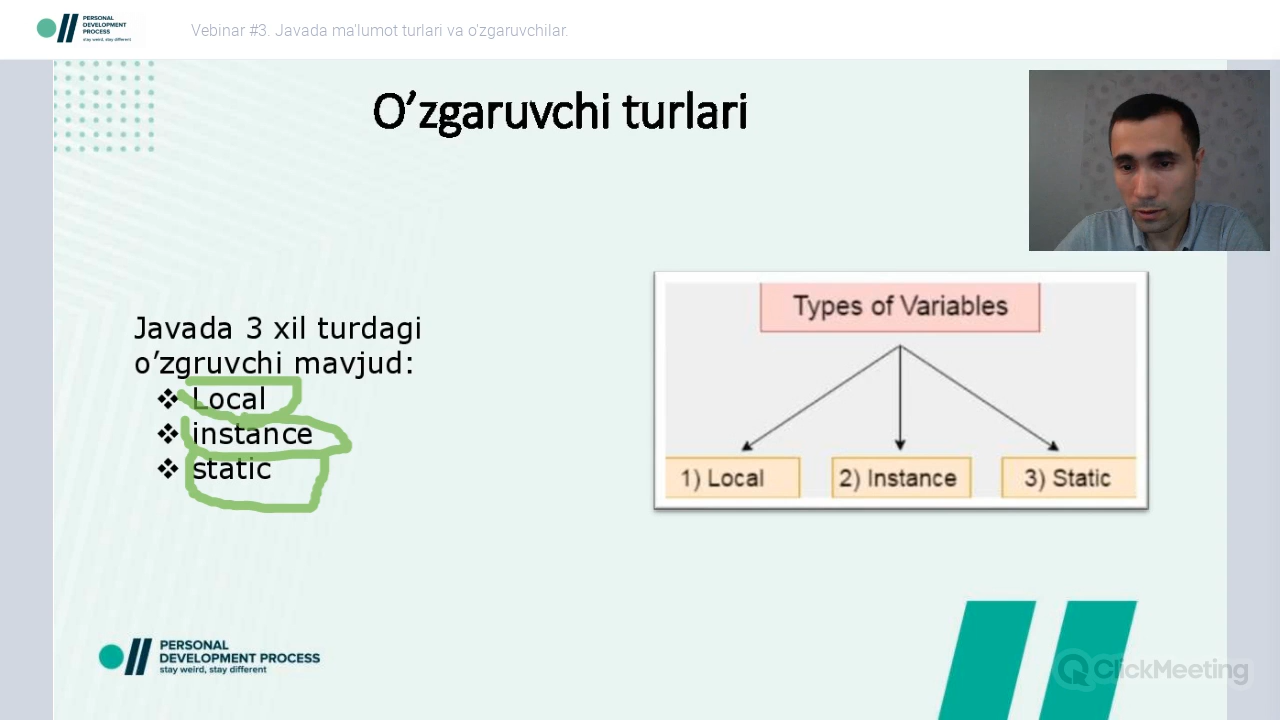 PERSONAL
DEVELOPMENT
PROCESS
stay weird, stay different
Vebinar #3. Javada ma'lumot turlari va o'zgaruvchilar.
O’zgaruvchi turlari
Javada 3 xil turdagi
o’zgruvchi mavjud:
❖ Local
❖ instance
❖ static
Types of Variables
1) Local
2) Instance
3) Static
PERSONAL
DEVELOPMENT PROCESS
stay weird, stay different
ClickMeeting